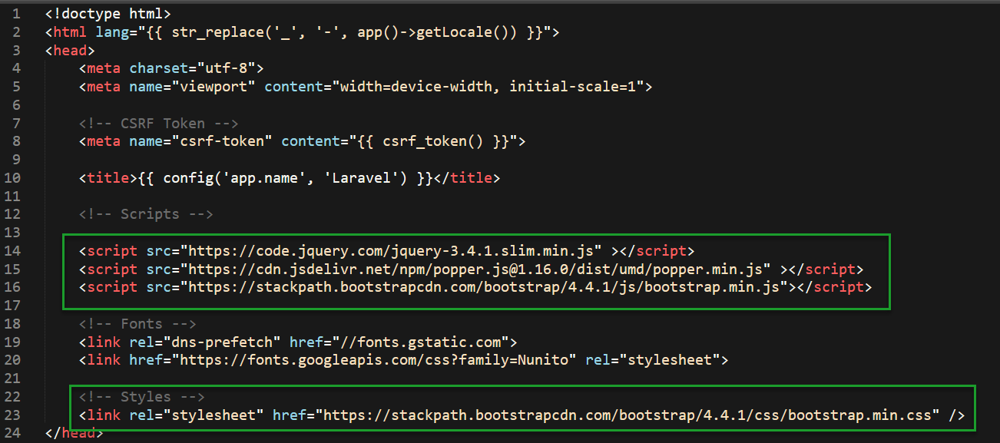 1 <!doctype html>
2 <html lang="{{ str_replace('_', '-', app()->getLocale()) }}">
3 <head>
4 <meta charset="utf-8">
5 <meta name="viewport" content="width=device-width, initial-scale=1">
6
7 <!-- CSRF Token -->
8 <meta name="csrf-token" content="{{ csrf_token() }}">
9
10 <title>{{ config('app.name', 'Laravel') }}</title>
11
12 <!-- Scripts -->
13
14 <script src="https://code.jquery.com/jquery-3.4.1.slim.min.js" ></script>
15 <script src="https://cdn.jsdelivr.net/npm/popper.js@1.16.0/dist/umd/popper.min.js" ></script>
16 <script src="https://stackpath.bootstrapcdn.com/bootstrap/4.4.1/js/bootstrap.min.js"></script>
17
18 <!-- Fonts -->
19 <link rel="dns-prefetch" href="//fonts.gstatic.com">
20 <link href="https://fonts.googleapis.com/css?family=Nunito" rel="stylesheet">
21
22 <!-- Styles -->
23 <link rel="stylesheet" href="https://stackpath.bootstrapcdn.com/bootstrap/4.4.1/css/bootstrap.min.css" />
24 </head>